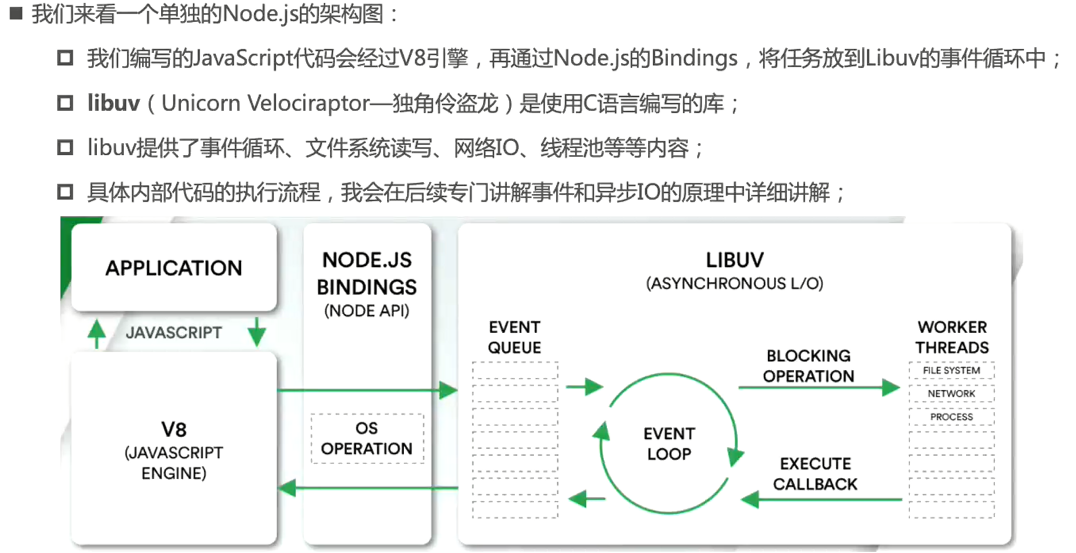 我们来看一个单独的Node.js的架构图：
我们编写的JavaScript代码会经过V8引擎，再通过Node.js的Bindings，将任务放到Libuv的事件循环中；
libuv（Unicorn Velociraptor—独角伶盗龙）是使用C语言编写的库；
libuv提供了事件循环、文件系统读写、网络IO、线程池等等内容；
具体内部代码的执行流程，我会在后续专门讲解事件和异步IO的原理中详细讲解；
APPLICATION
JAVASCRIPT
V8
(JAVASCRIPT
ENGINE)
NODE.JS
BINDINGS
(NODE API)
OS
OPERATION
LIBUV
(ASYNCHRONOUS L/O)
EVENT
QUEUE
EVENT
LOOP
BLOCKING
OPERATION
EXECUTE
CALLBACK
WORKER
THREADS
FILE SYSTEM
NETWORK
PROCESS